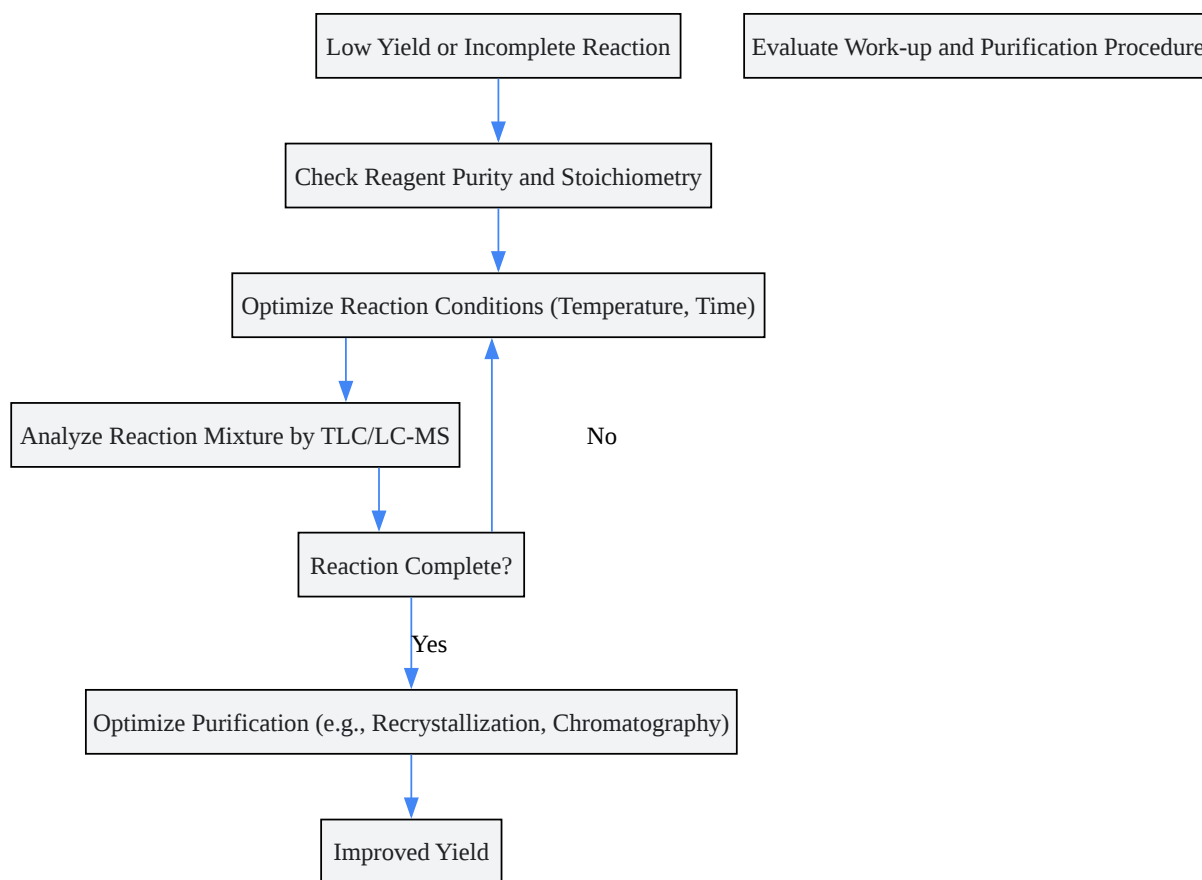 Low Yield or Incomplete Reaction
Evaluate Work-up and Purification Procedure
Check Reagent Purity and Stoichiometry
Optimize Reaction Conditions (Temperature, Time)
Analyze Reaction Mixture by TLC/LC-MS
No
Reaction Complete?
Yes
Optimize Purification (e.g., Recrystallization, Chromatography)
Improved Yield